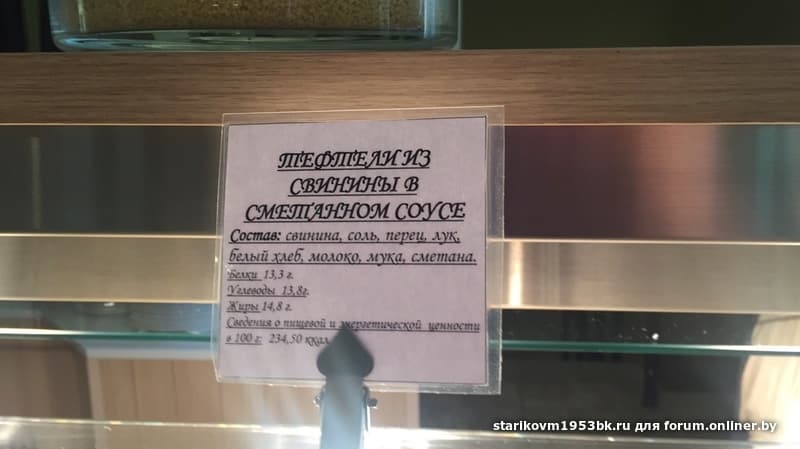 ТЕФТЕЛИ ИЗ
СВИНИНЫ В
СМЕТАННОМ СОУСЕ
Состав: свинина, соль, перец, лук,
белый хлеб, молоко, мука, сметана.
Белки 13,3 г.
Углеводы 13,8г.
Жиры 14,8 г.
Сведения о пищевой и энергетической ценности
в 100 г: 234,50 ккал.
starikovm1953bk.ru для forum.onliner.by